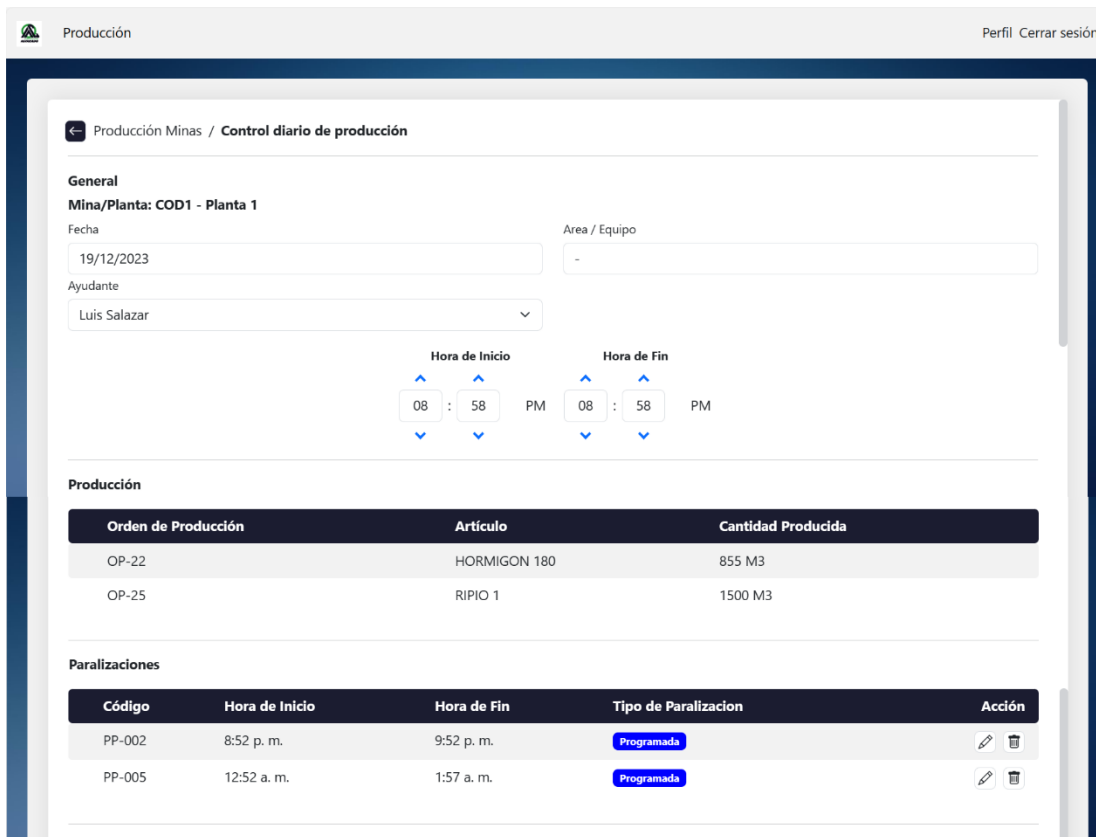 Producción Perfil Cerrar sesión
Producción Minas / Control diario de producción
General
Mina/Planta: COD1 - Planta 1
Fecha Area / Equipo
19/12/2023 -
Ayudante
Luis Salazar
Hora de Inicio Hora de Fin
08 : 58 PM 08 : 58 PM
Producción
Orden de Producción Artículo Cantidad Producida
OP-22 HORMIGON 180 855 M3
OP-25 RIPIO 1 1500 M3
Paralizaciones
Código Hora de Inicio Hora de Fin Tipo de Paralizacion Acción
PP-002 8:52 p. m. 9:52 p. m. Programada
PP-005 12:52 a. m. 1:57 a. m. Programada